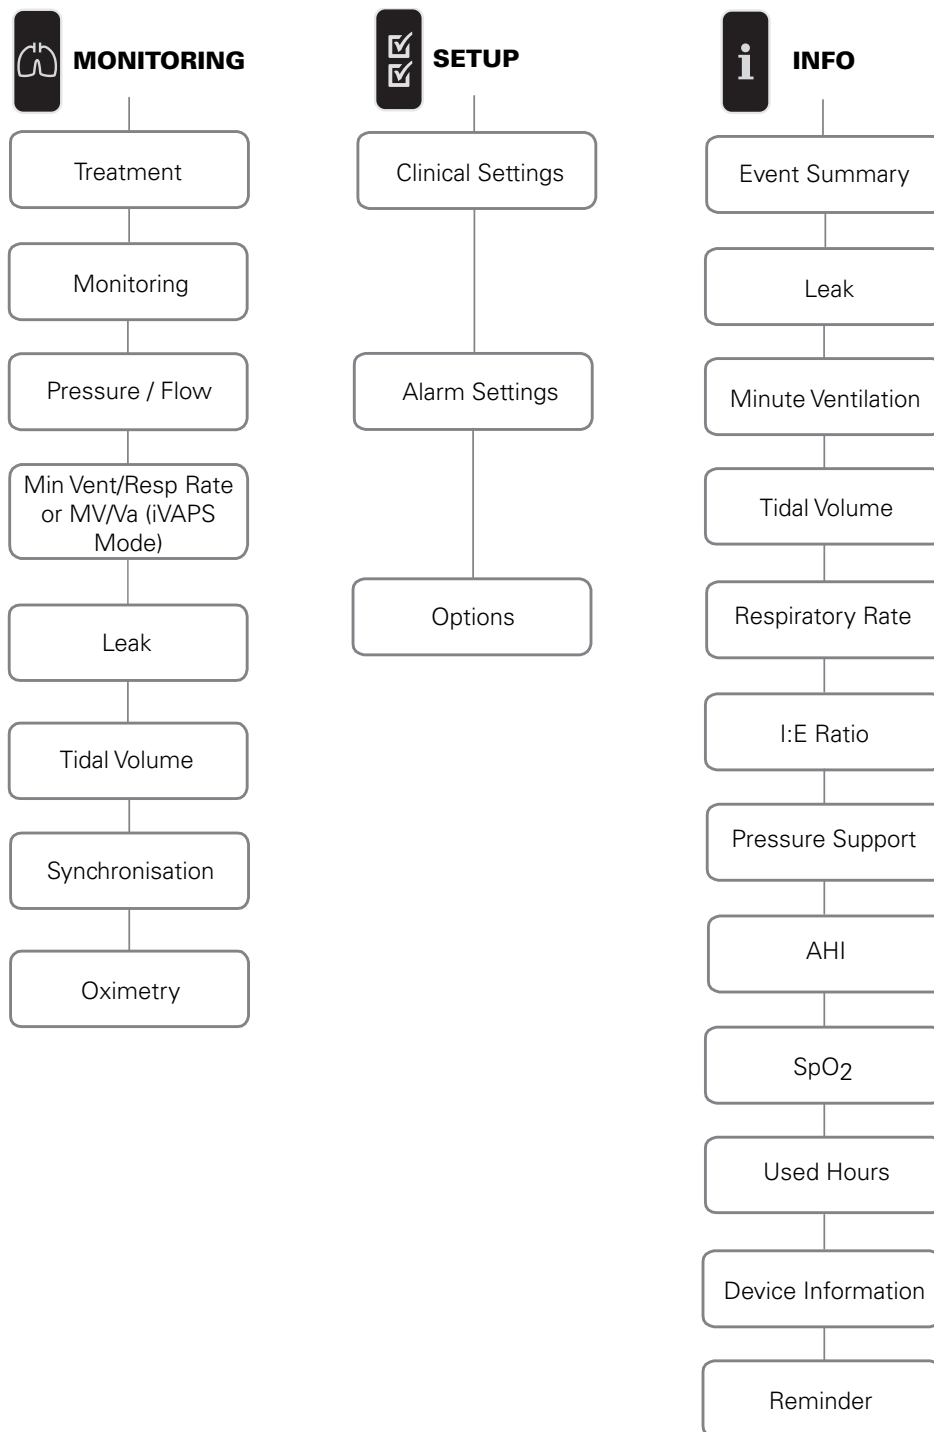 MONITORING
Treatment
Monitoring
Pressure / Flow
Min Vent/Resp Rate
or MV/Va (iVAPS
Mode)
Leak
Tidal Volume
Synchronisation
Oximetry
SETUP
Clinical Settings
Alarm Settings
Options
i INFO
Event Summary
Leak
Minute Ventilation
Tidal Volume
Respiratory Rate
I:E Ratio
Pressure Support
AHI
SpO2
Used Hours
Device Information
Reminder